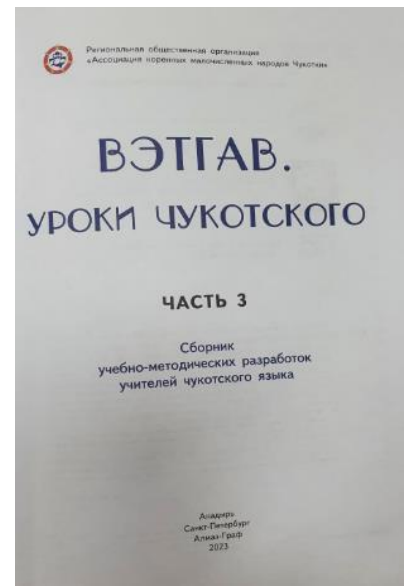 Региональная общественная организация
«Ассоциация коренных малочисленных народов Чукотки»
ВЭТГАВ.
УРОКИ ЧУКОТСКОГО
ЧАСТЬ 3
Сборник
учебно-методических разработок
учителей чукотского языка
Анадырь
Санкт-Петербург
Алмаз-Граф
2023